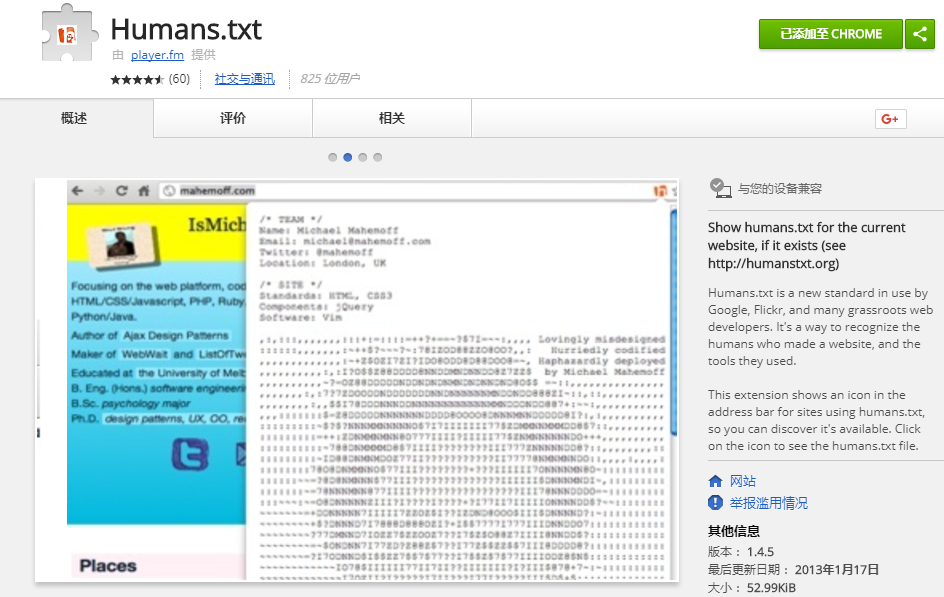 Humans.txt
由 player.fm 提供
(60) 社交与通讯 825 位用户
已添加至 CHROME
概述 评价 相关
G+
mahemoff.com
IsMich
Focusing on the web platform, cod
HTML/CSS/Javascript, PHP, Ruby,
Python/Java.
Author of Ajax Design Patterns
Maker of WebWait and ListOfTwe
Educated at the University of Melb
B. Eng. (Hons.) software engineeri
B.Sc. psychology major
Ph.D. design patterns, UX, OO, re
Places
/* TEAM */
Name: Michael Mahemoff
Email: michael@mahemoff.com
Twitter: @mahemoff
Location: London, UK
/* SITE */
Standards: HTML, CSS3
Components: jQuery
Software: Vim
Lovingly misdesigned
Hurriedly codified
Haphazardly deployed
by Michael Mahemoff
与您的设备兼容
Show humans.txt for the current
website, if it exists (see
http://humanstxt.org)
Humans.txt is a new standard in use by
Google, Flickr, and many grassroots web
developers. It's a way to recognize the
humans who made a website, and the
tools they used.
This extension shows an icon in the
address bar for sites using humans.txt,
so you can discover it's available. Click
on the icon to see the humans.txt file.
网站
举报滥用情况
其他信息
版本： 1.4.5
最后更新日期： 2013年1月17日
大小： 52.99KiB